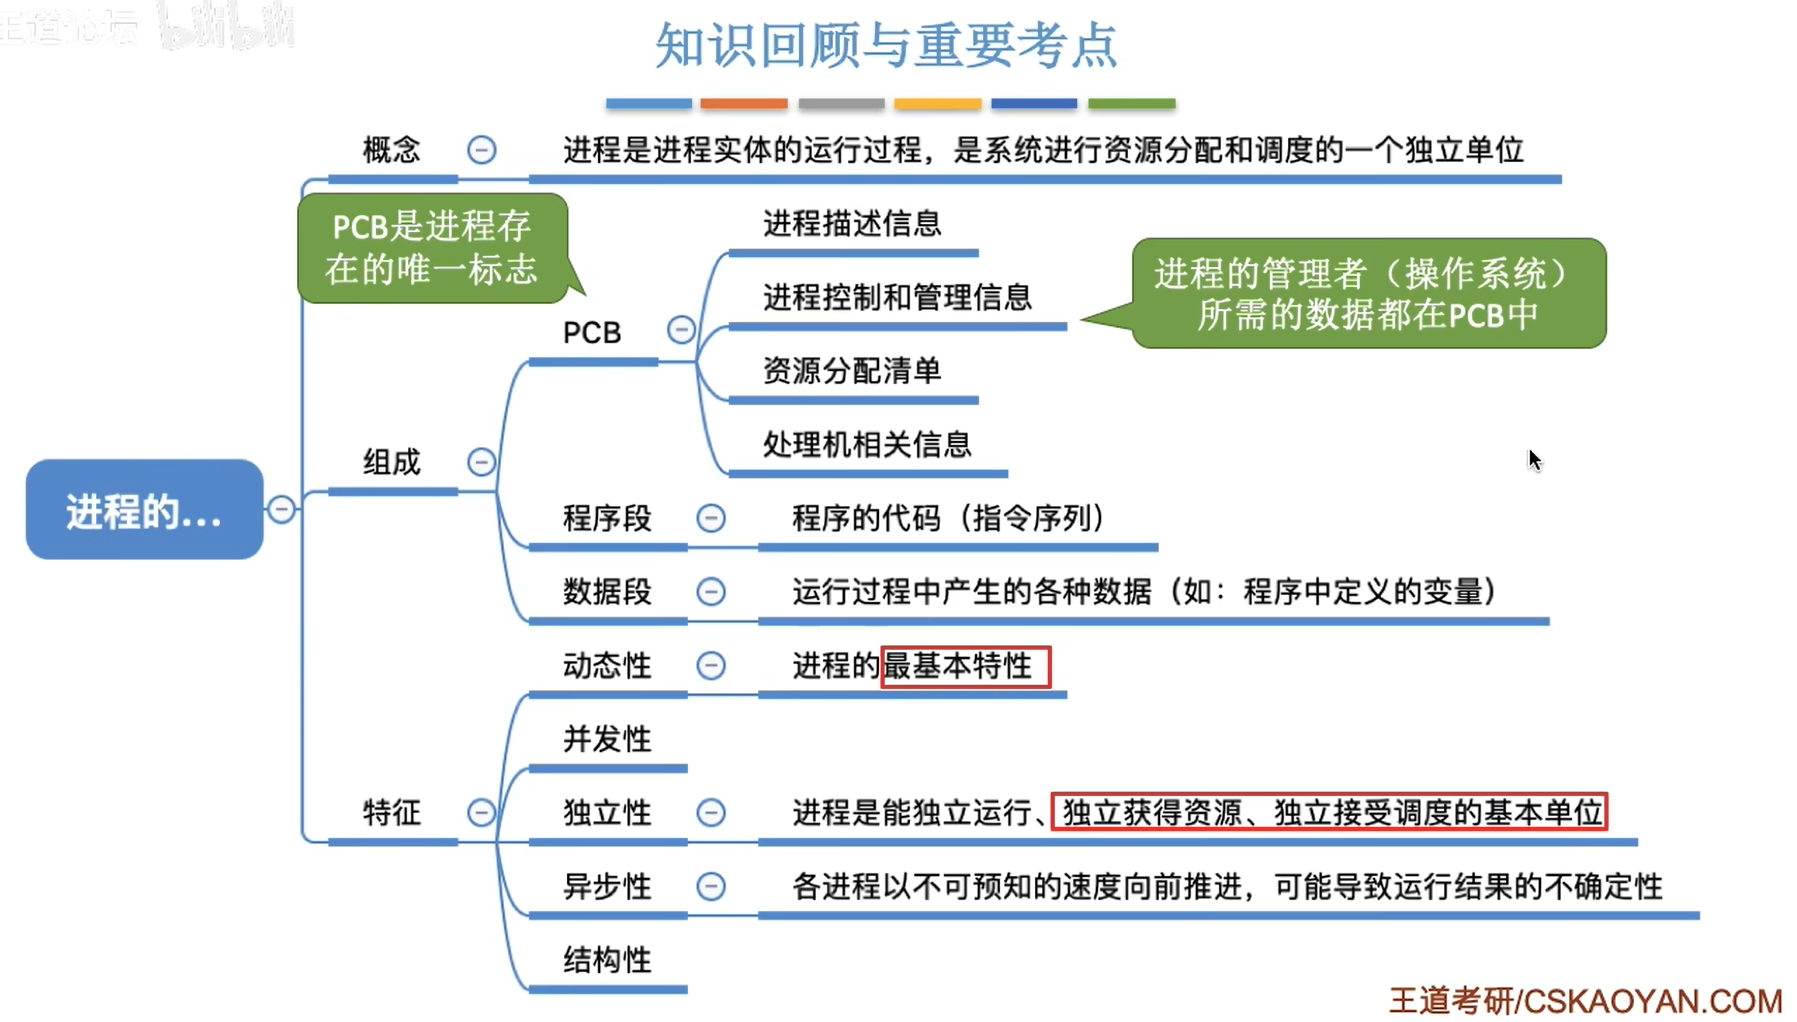 王道论坛 bilibili
知识回顾与重要考点
概念
进程是进程实体的运行过程，是系统进行资源分配和调度的一个独立单位
PCB是进程存
在的唯一标志
进程描述信息
进程控制和管理信息
进程的管理者（操作系统）
所需的数据都在PCB中
PCB
资源分配清单
处理机相关信息
组成
进程的...
程序段
程序的代码（指令序列）
数据段
运行过程中产生的各种数据（如：程序中定义的变量）
动态性
进程的最基本特性
并发性
特征
独立性
进程是能独立运行、独立获得资源、独立接受调度的基本单位
异步性
各进程以不可预知的速度向前推进，可能导致运行结果的不确定性
结构性
王道考研/CSKAOYAN.COM